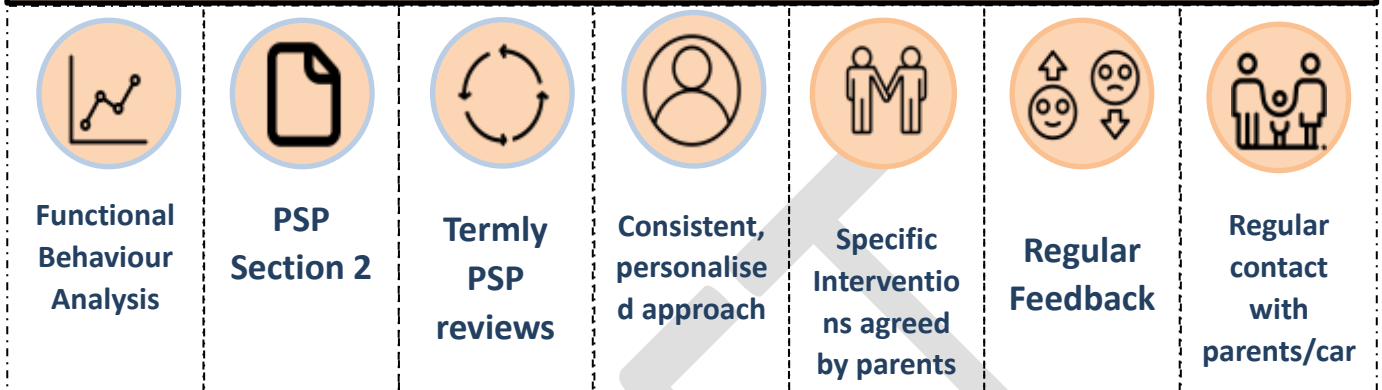 Functional
Behaviour
Analysis
PSP
Section 2
Termly
PSP
reviews
Consistent,
personalise
d approach
Specific
Interventio
ns agreed
by parents
Regular
Feedback
Regular
contact
with
parents/car